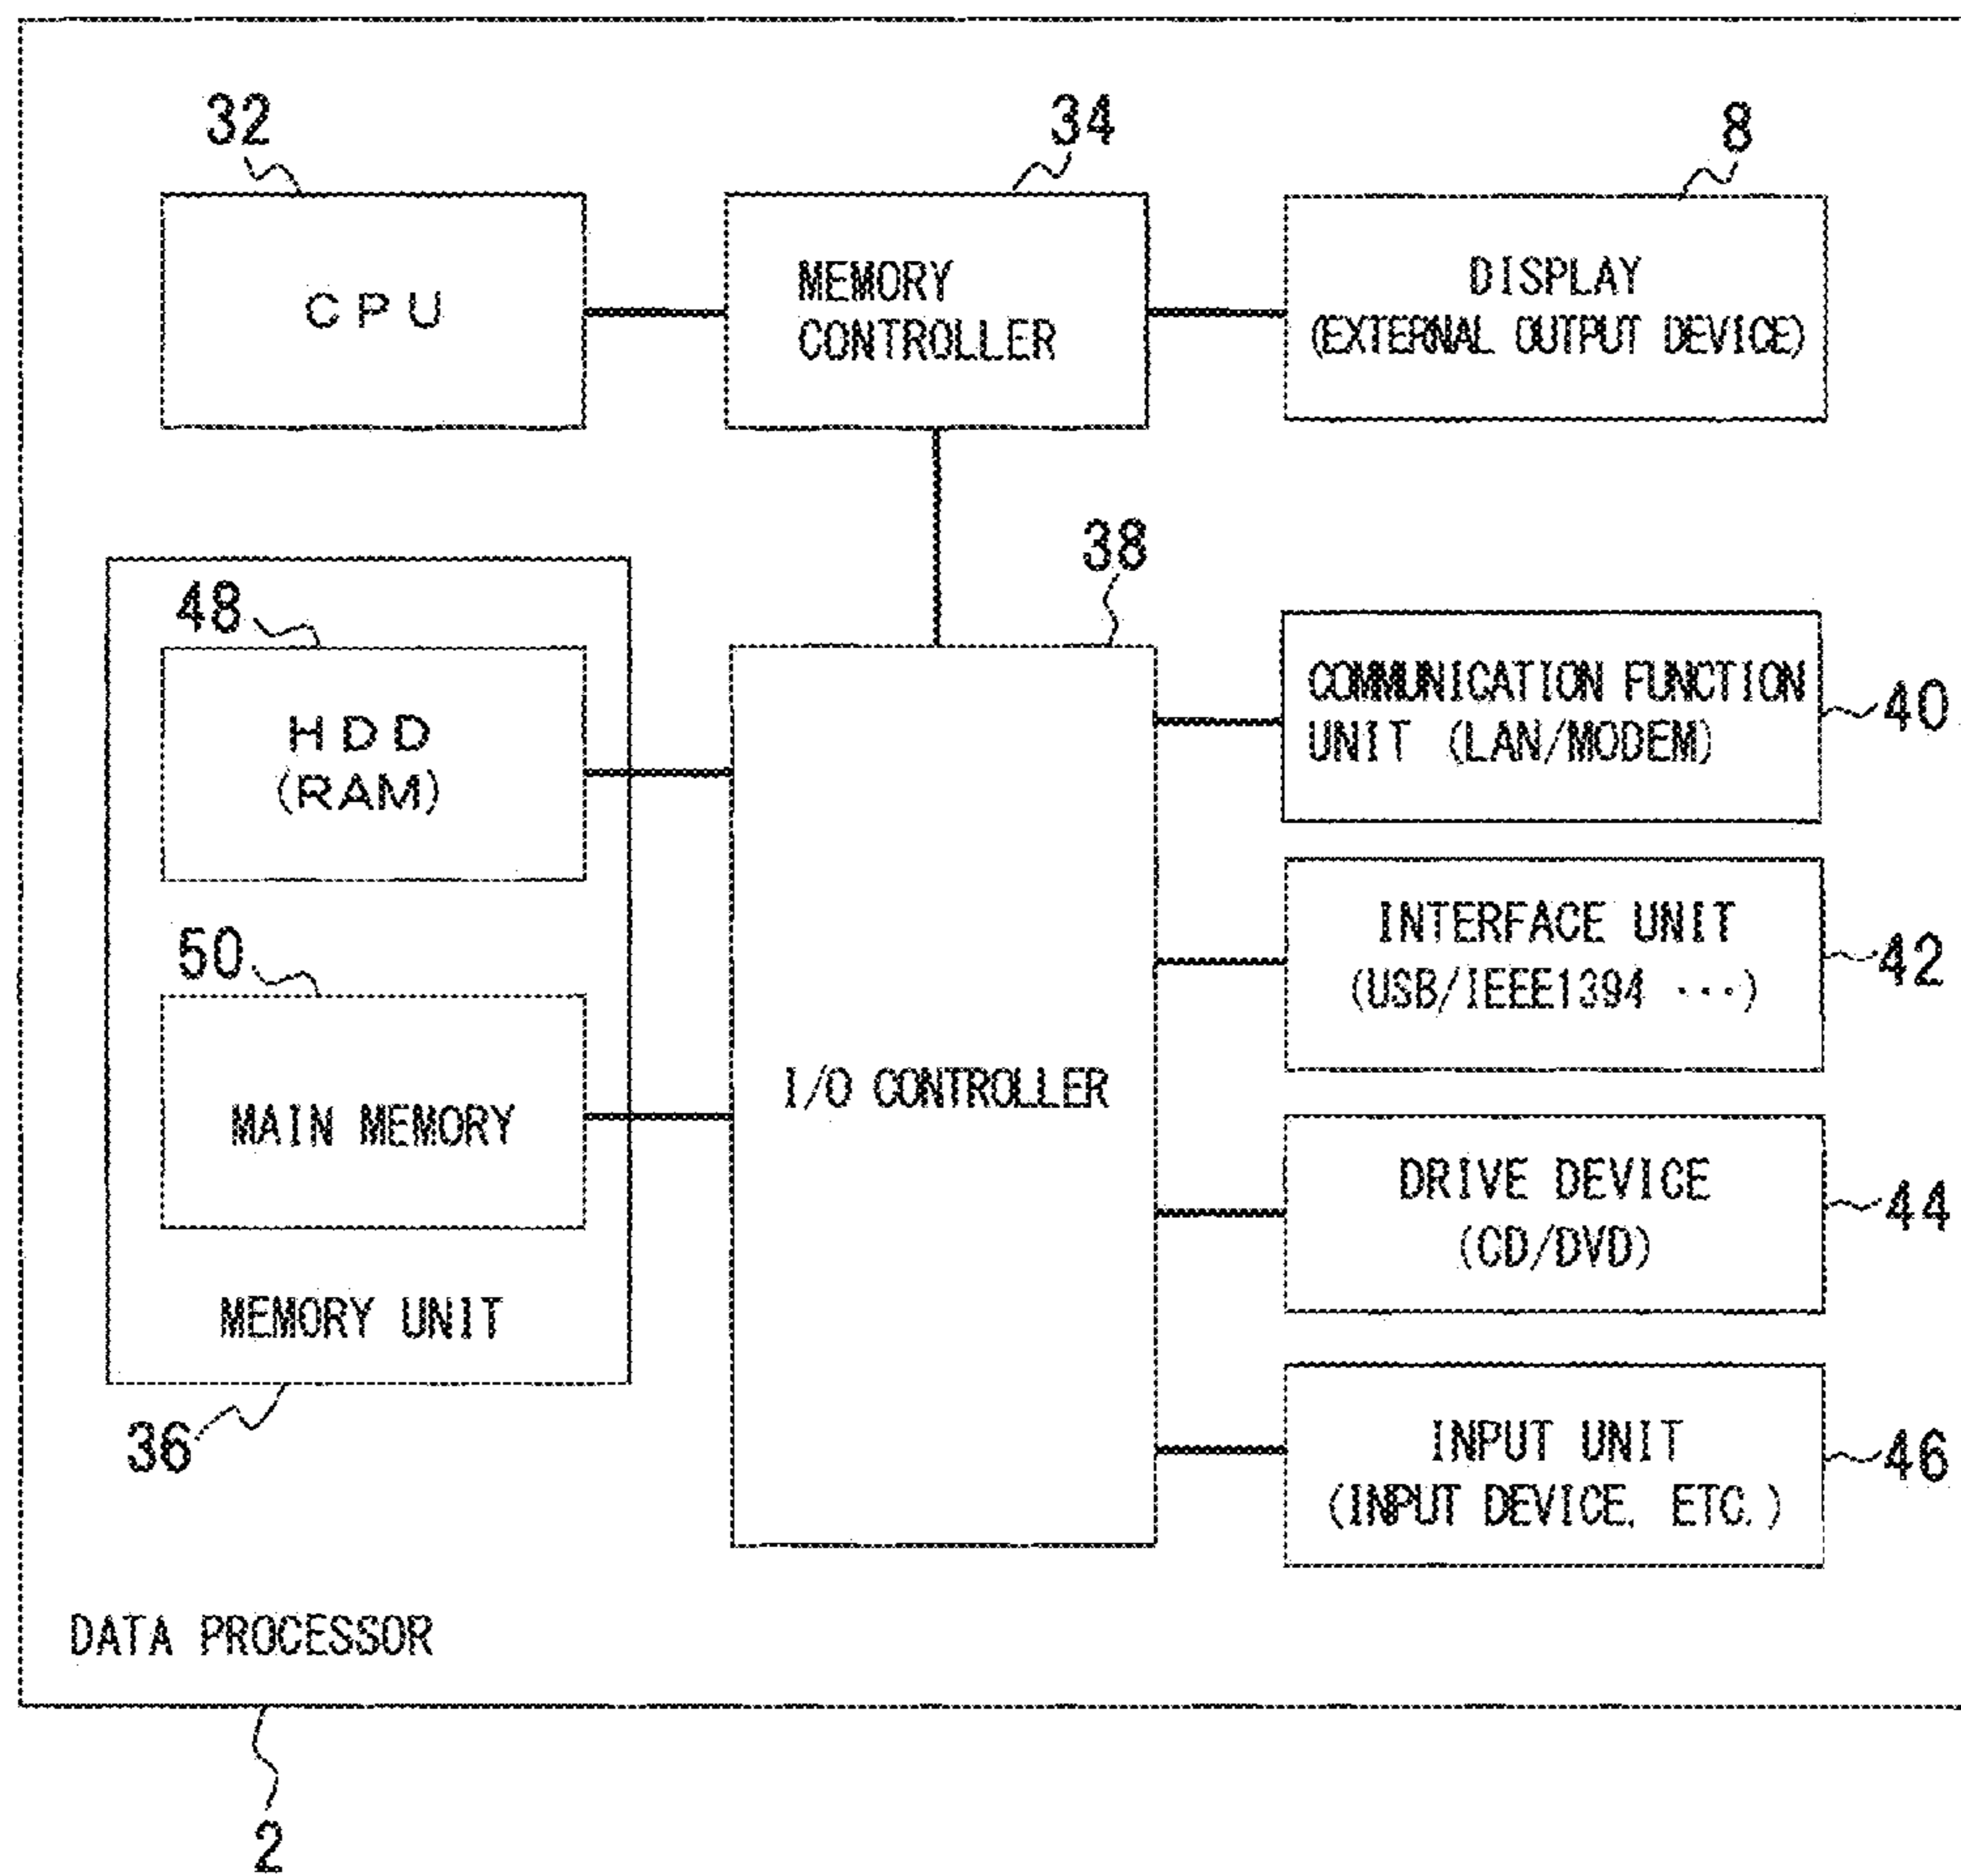 32
34
8
CPU
MEMORY
CONTROLLER
DISPLAY
(EXTERNAL OUTPUT DEVICE)
38
48
HDD
(RAM)
COMMUNICATION FUNCTION
UNIT (LAN/MODEM)
40
50
INTERFACE UNIT
(USB/IEEE1394 ···)
42
MAIN MEMORY
I/O CONTROLLER
DRIVE DEVICE
(CD/DVD)
44
MEMORY UNIT
36
INPUT UNIT
(INPUT DEVICE, ETC.)
46
DATA PROCESSOR
2